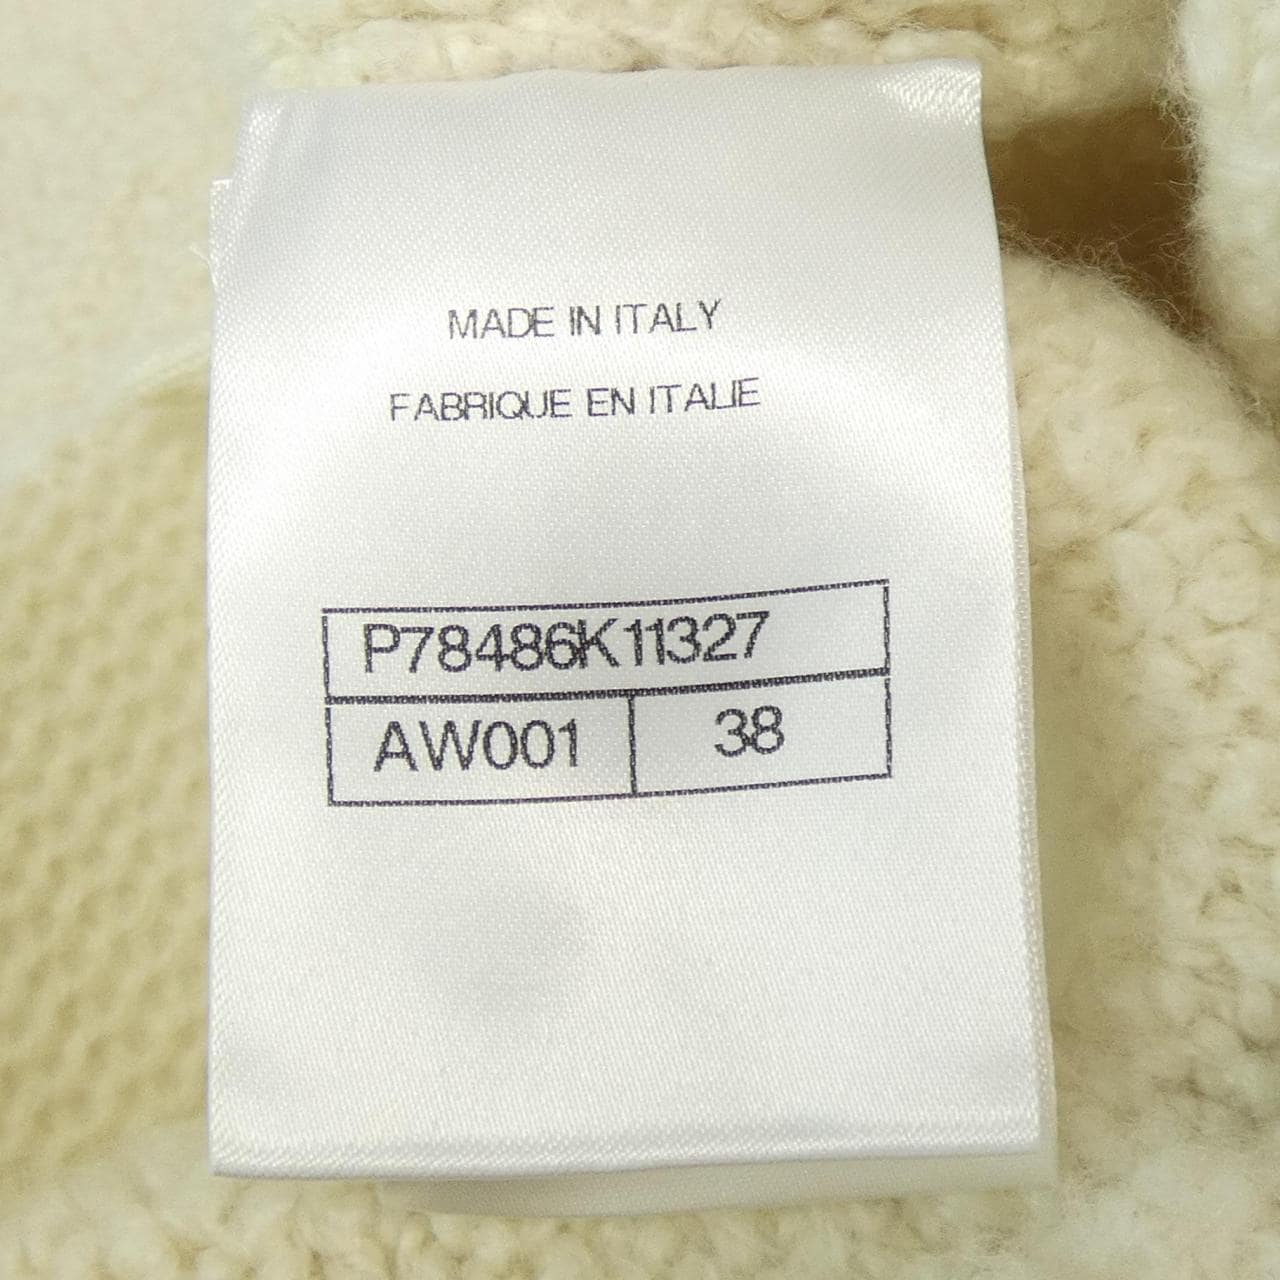 MADE IN ITALY
FABRIQUE EN ITALIE
P78486K11327
AW001 38